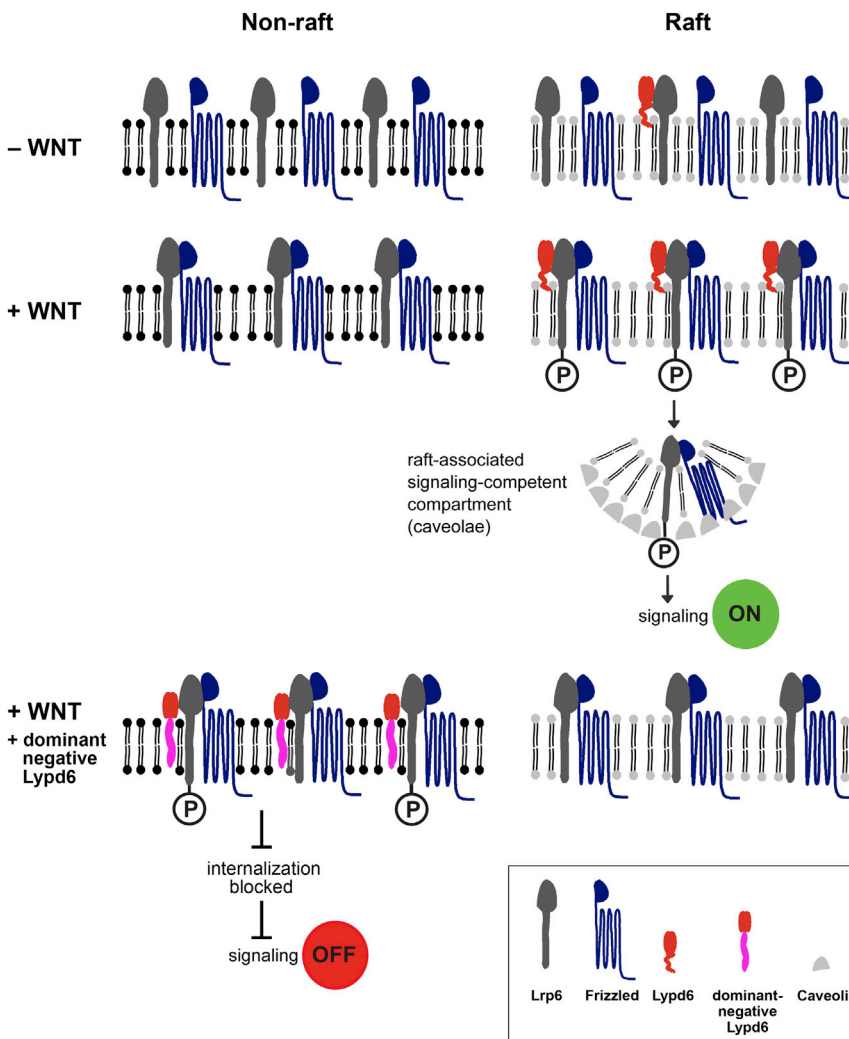 Non-raft
Raft
– WNT
+ WNT
P P P
raft-associated
signaling-competent
compartment
(caveolae)
P
signaling ON
+ WNT
+ dominant
negative
Lypd6
P P
internalization
blocked
signaling OFF
Lrp6 Frizzled Lypd6 dominant- Caveoli
negative
Lypd6